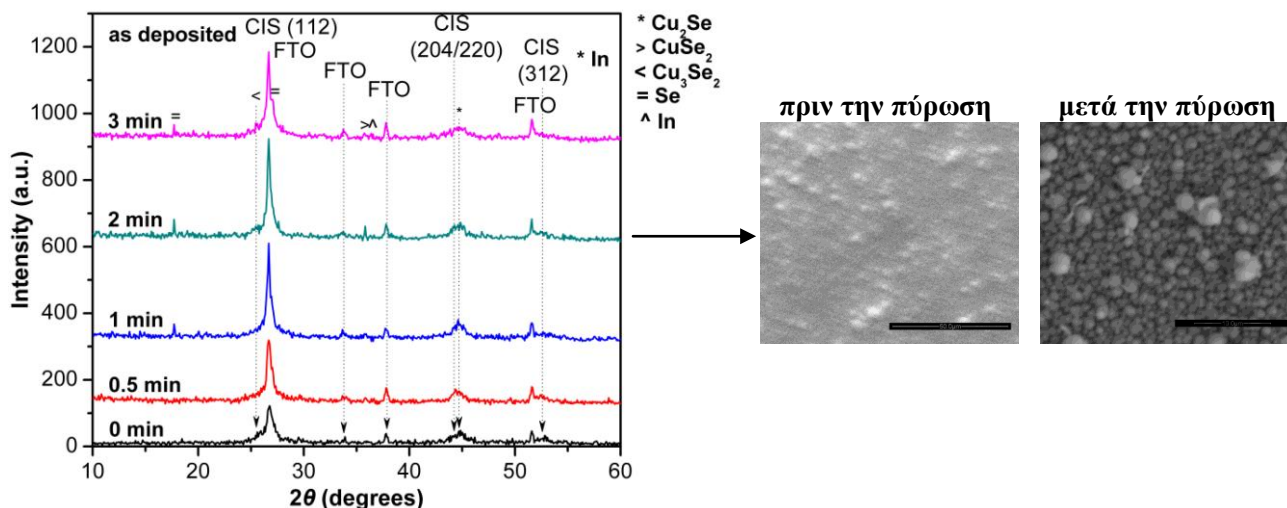 as deposited
CIS (112)
FTO
FTO
FTO
CIS
(204/220)
* In
CIS
(312)
FTO
* Cu₂Se
> CuSe₂
< Cu₃Se₂
= Se
^ In
<
=
=
>
^
*
3 min
2 min
1 min
0.5 min
0 min
Intensity (a.u.)
1200
1000
800
600
400
200
0
10
20
30
40
50
60
2θ (degrees)
πριν την πύρωση
μετά την πύρωση